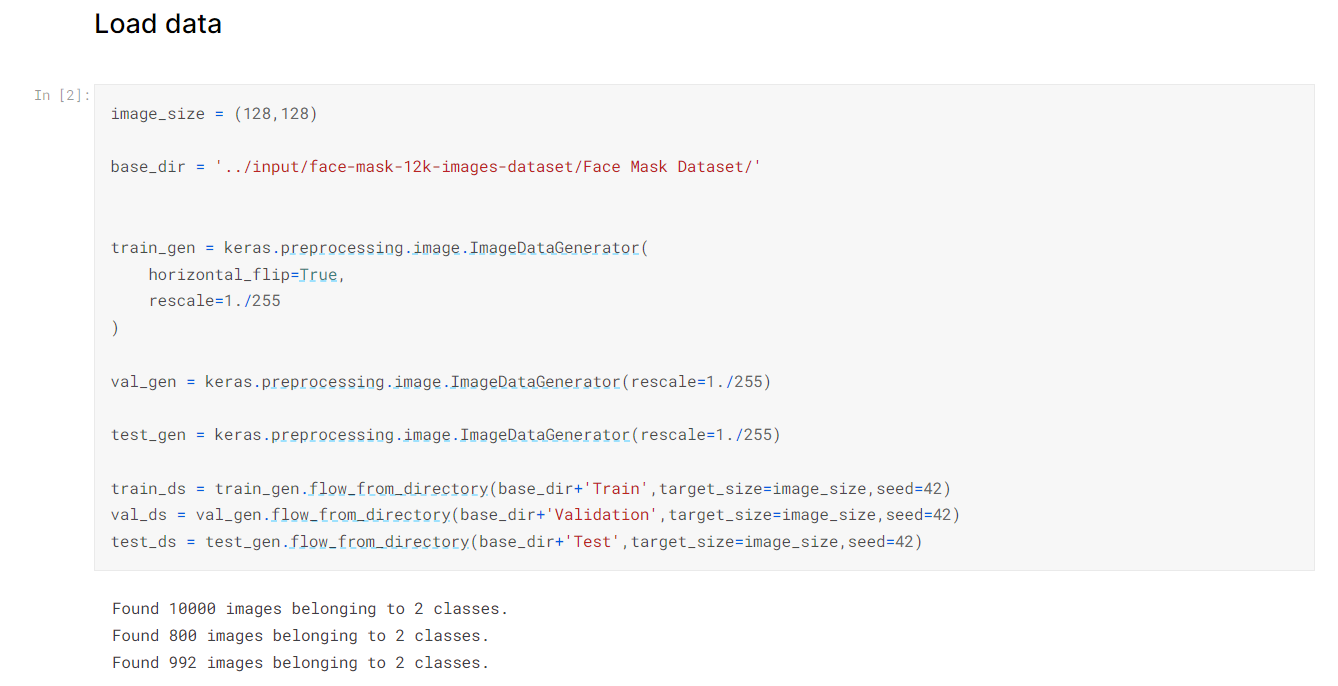 Load data
In [2]:
image_size = (128,128)
base_dir = '../input/face-mask-12k-images-dataset/Face Mask Dataset/'
train_gen = keras.preprocessing.image.ImageDataGenerator(
    horizontal_flip=True,
    rescale=1./255
)
val_gen = keras.preprocessing.image.ImageDataGenerator(rescale=1./255)
test_gen = keras.preprocessing.image.ImageDataGenerator(rescale=1./255)
train_ds = train_gen.flow_from_directory(base_dir+'Train',target_size=image_size,seed=42)
val_ds = val_gen.flow_from_directory(base_dir+'Validation',target_size=image_size,seed=42)
test_ds = test_gen.flow_from_directory(base_dir+'Test',target_size=image_size,seed=42)
Found 10000 images belonging to 2 classes.
Found 800 images belonging to 2 classes.
Found 992 images belonging to 2 classes.